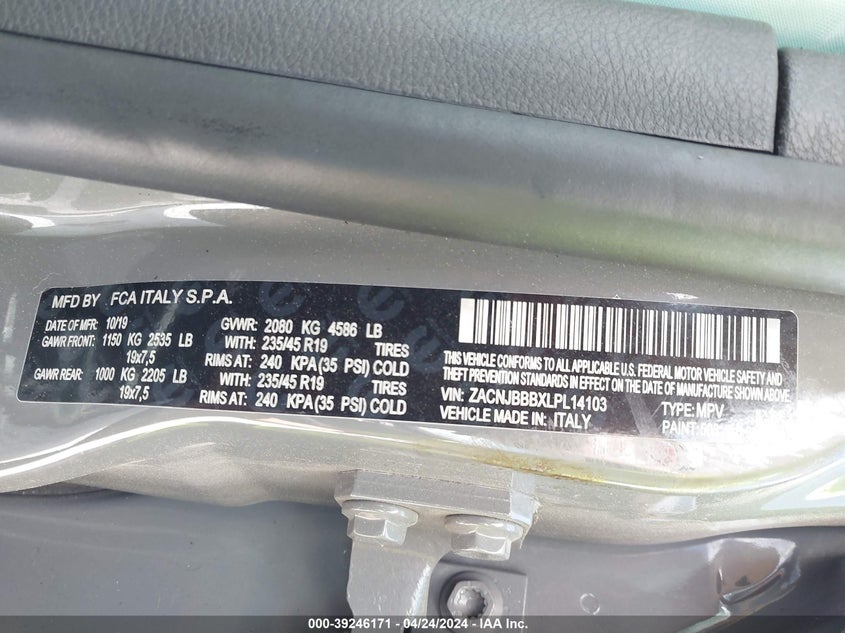 MFD BY FCA ITALY S.P.A.
DATE OF MFR: 10/19 GVWR: 2080 KG 4586 LB
GAWR FRONT: 1150 KG 2535 LB WITH: 235/45 R19 TIRES
19x7,5 RIMS AT: 240 KPA(35 PSI) COLD
GAWR REAR: 1000 KG 2205 LB WITH: 235/45 R19 TIRES
19x7,5 RIMS AT: 240 KPA(35 PSI) COLD
THIS VEHICLE CONFORMS TO ALL APPLICABLE U.S. FEDERAL MOTOR VEHICLE SAFETY AND
THEFT PREVENTION STANDARDS IN EFFECT ON THE DATE OF MANUFACTURE SHOWN ABOVE.
VIN: ZACNJBBBXLPL14103 TYPE: MPV
VEHICLE MADE IN: ITALY PAINT:
000-39246171 - 04/24/2024 - IAA Inc.